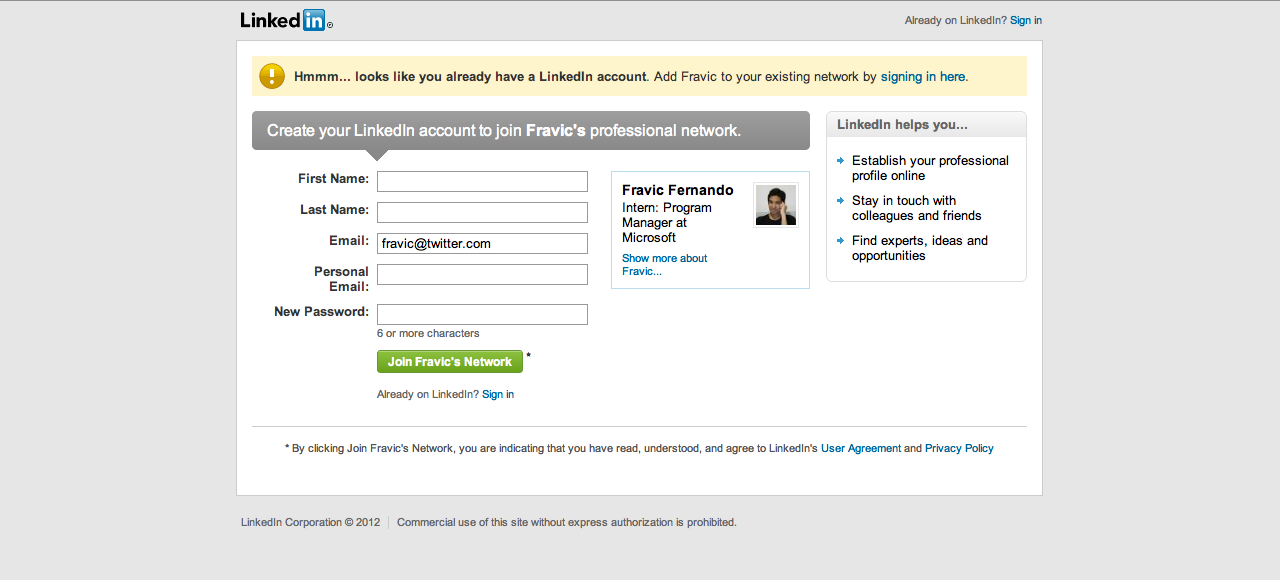 Linked in ®
Already on LinkedIn? Sign in
Hmmm... looks like you already have a LinkedIn account. Add Fravic to your existing network by signing in here.
Create your LinkedIn account to join Fravic's professional network.
First Name:
Last Name:
Email: fravic@twitter.com
Personal
Email:
New Password:
6 or more characters
Join Fravic's Network *
Already on LinkedIn? Sign in
Fravic Fernando
Intern: Program
Manager at
Microsoft
Show more about
Fravic...
LinkedIn helps you...
Establish your professional
profile online
Stay in touch with
colleagues and friends
Find experts, ideas and
opportunities
* By clicking Join Fravic's Network, you are indicating that you have read, understood, and agree to LinkedIn's User Agreement and Privacy Policy
LinkedIn Corporation © 2012 | Commercial use of this site without express authorization is prohibited.